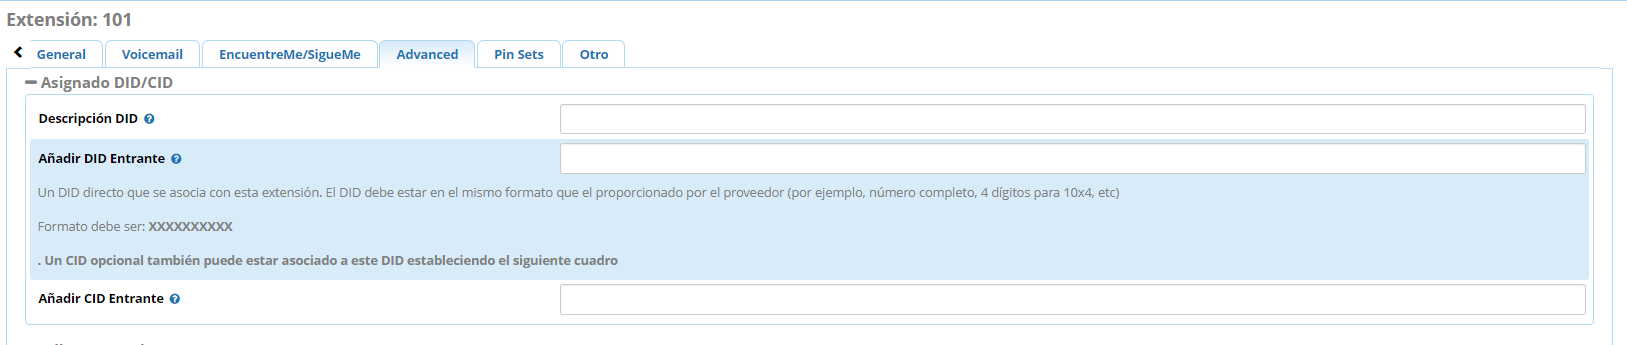 Extensión: 101
General Voicemail EncuentreMe/SigueMe Advanced Pin Sets Otro
Asignado DID/CID
Descripción DID
Añadir DID Entrante
Un DID directo que se asocia con esta extensión. El DID debe estar en el mismo formato que el proporcionado por el proveedor (por ejemplo, número completo, 4 dígitos para 10x4, etc)
Formato debe ser: XXXXXXXXXX
. Un CID opcional también puede estar asociado a este DID estableciendo el siguiente cuadro
Añadir CID Entrante